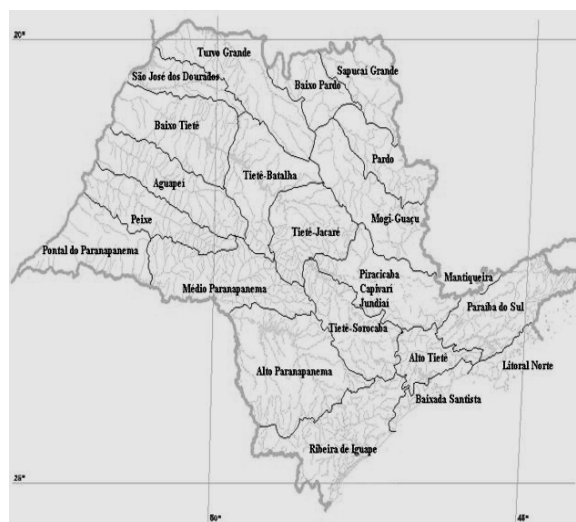 20°
Turvo Grande
Sapucaí Grande
São José dos Dourados
Baixo Pardo
Baixo Tietê
Pardo
Tietê-Batalha
Aguapeí
Mogi-Guaçu
Peixe
Tietê-Jacaré
Pontal do Paranapanema
Piracicaba
Capivari
Jundiaí
Mantiqueira
Médio Paranapanema
Paraíba do Sul
Tietê-Sorocaba
Alto Tietê
Litoral Norte
Alto Paranapanema
Baixada Santista
Ribeira de Iguape
25°
50°
45°